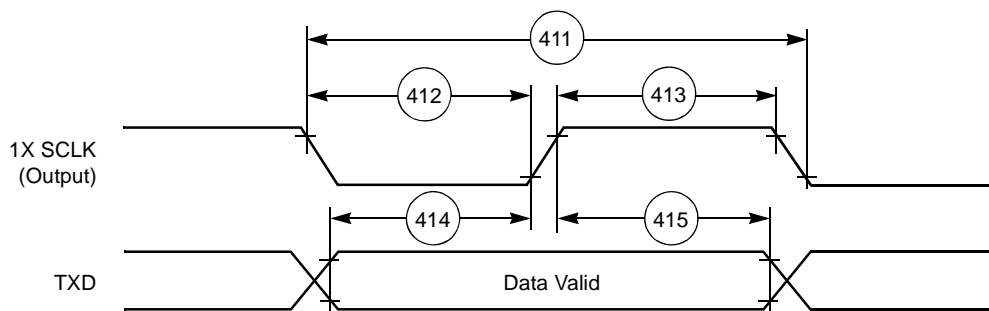 411
412
413
1X SCLK
(Output)
414
415
TXD
Data Valid